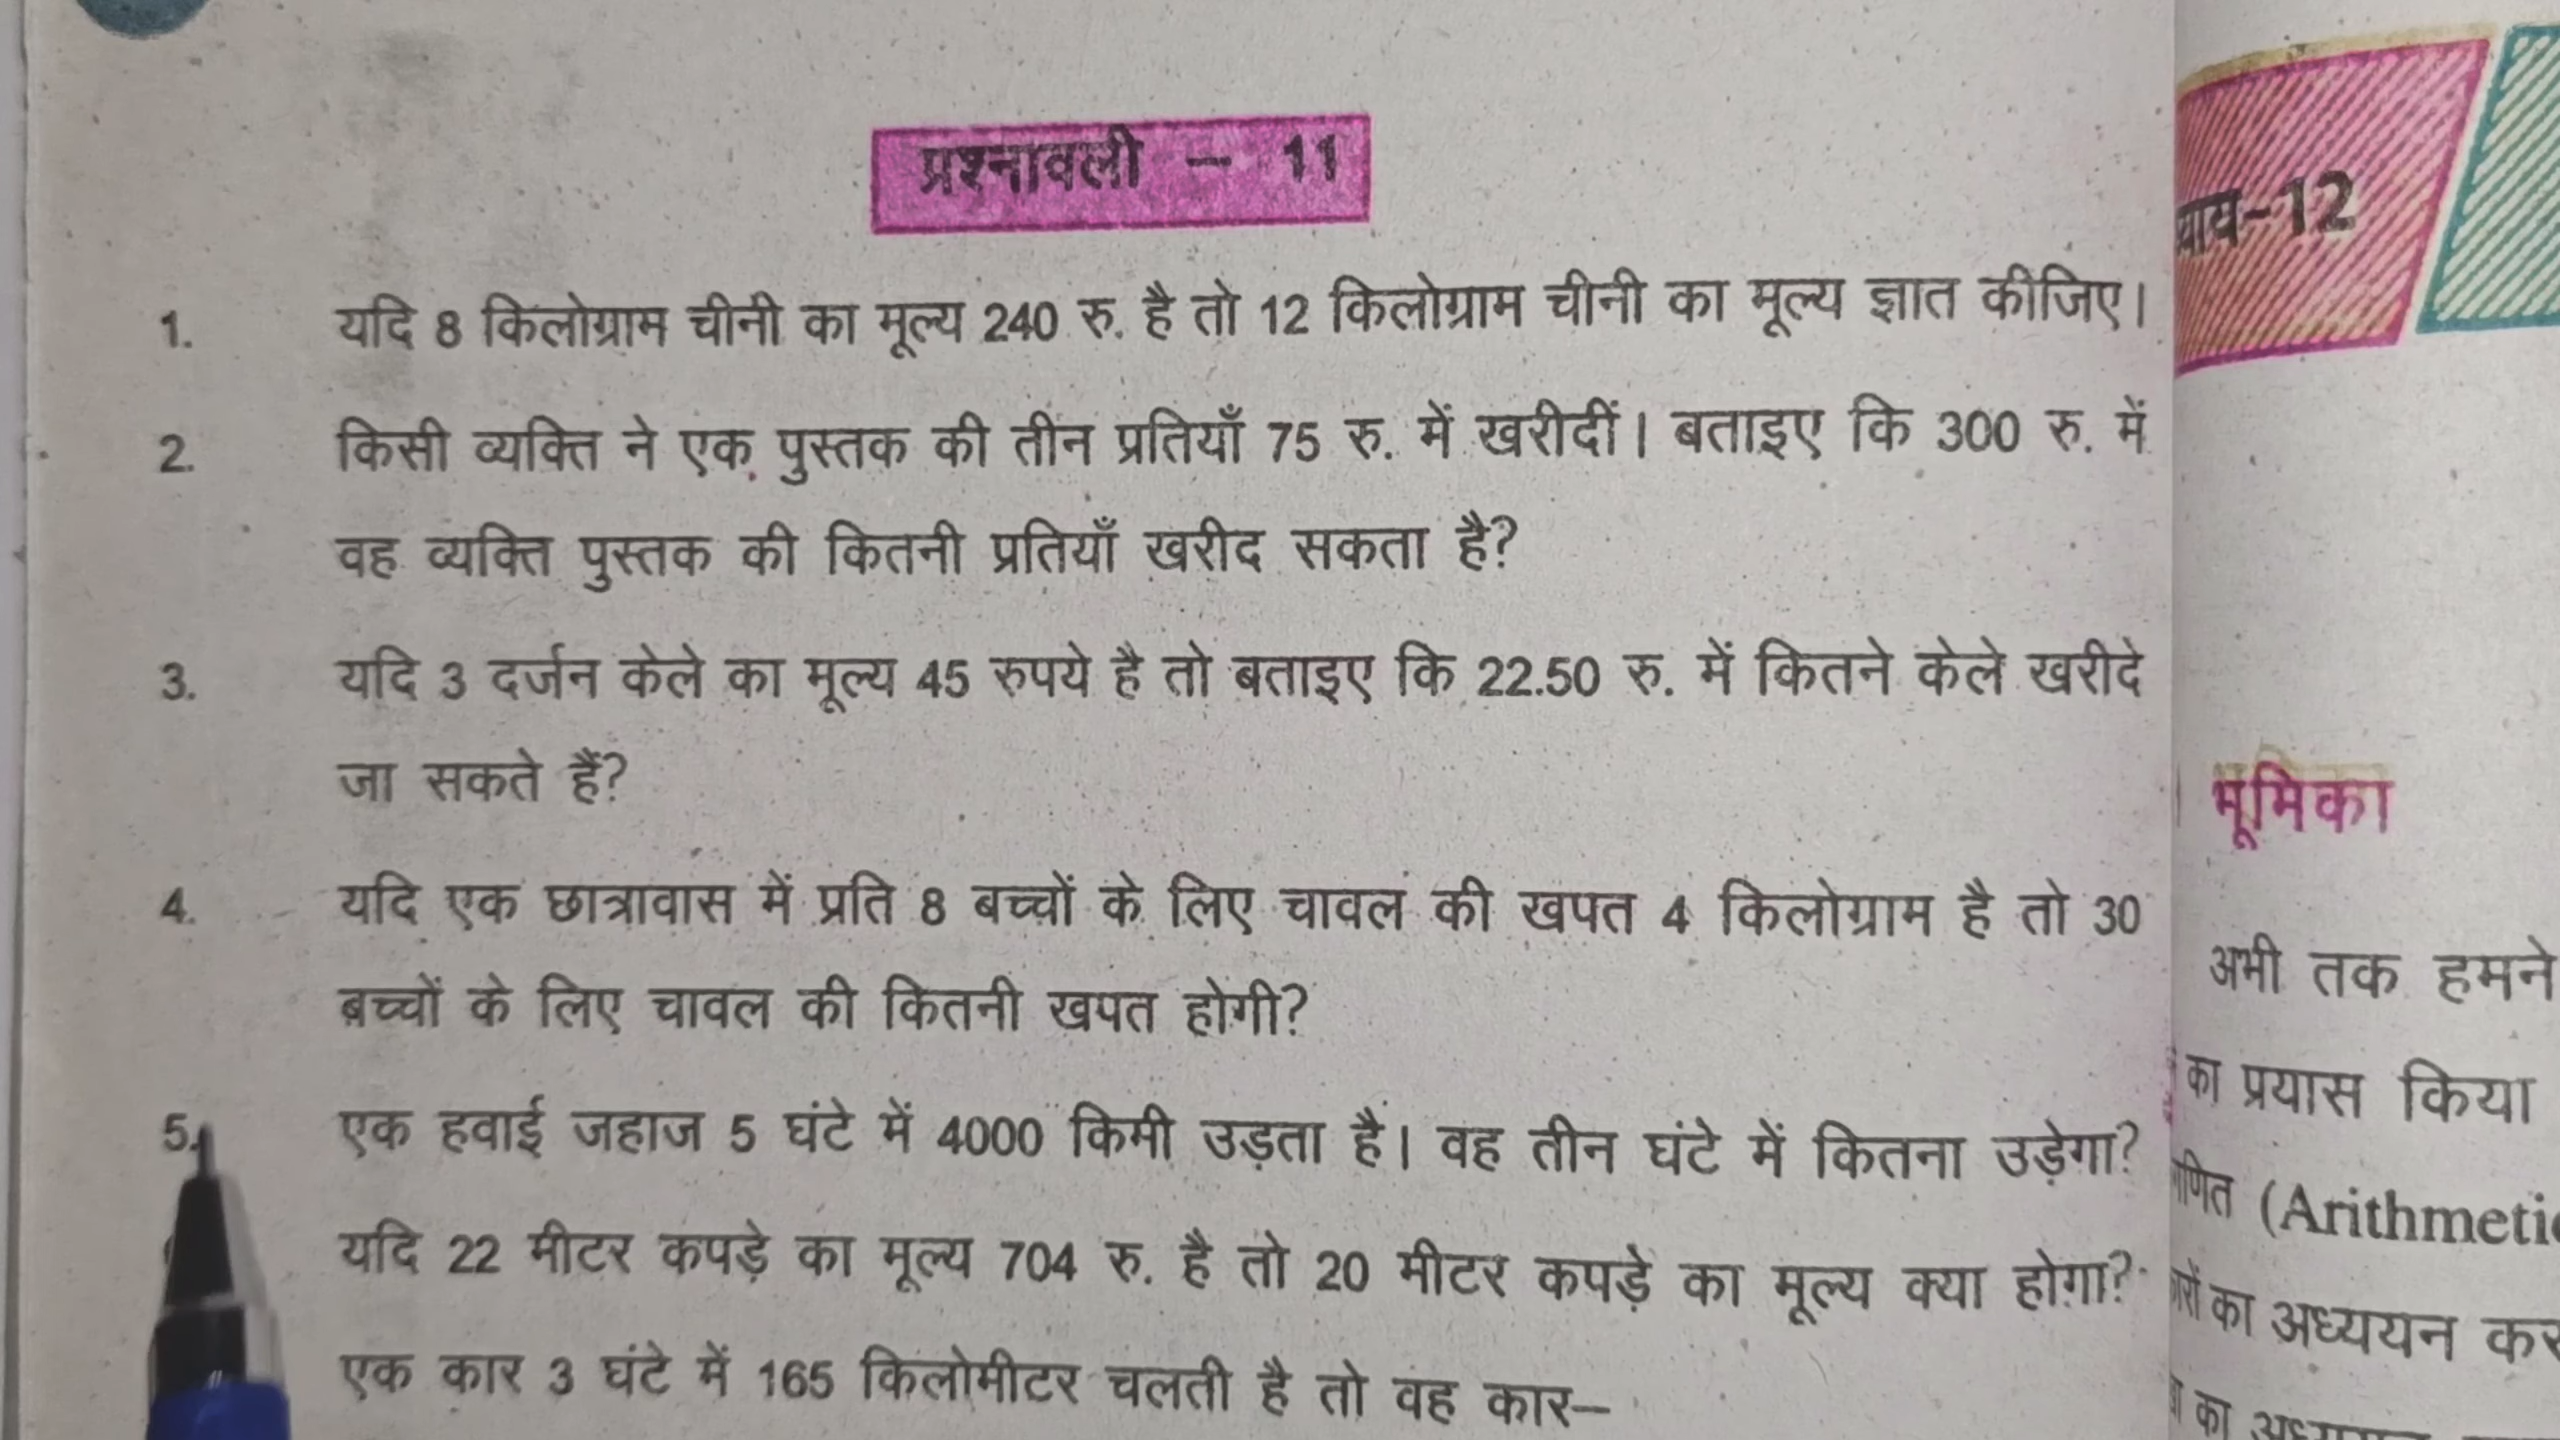 प्रश्नावली – 11
1. यदि 8 किलोग्राम चीनी का मूल्य 240 रु. है तो 12 किलोग्राम चीनी का मूल्य ज्ञात कीजिए।
2. किसी व्यक्ति ने एक पुस्तक की तीन प्रतियाँ 75 रु. में खरीदीं। बताइए कि 300 रु. में
वह व्यक्ति पुस्तक की कितनी प्रतियाँ खरीद सकता है?
3. यदि 3 दर्जन केले का मूल्य 45 रुपये है तो बताइए कि 22.50 रु. में कितने केले खरीदे
जा सकते हैं?
4. यदि एक छात्रावास में प्रति 8 बच्चों के लिए चावल की खपत 4 किलोग्राम है तो 30
बच्चों के लिए चावल की कितनी खपत होगी?
5. एक हवाई जहाज 5 घंटे में 4000 किमी उड़ता है। वह तीन घंटे में कितना उड़ेगा?
यदि 22 मीटर कपड़े का मूल्य 704 रु. है तो 20 मीटर कपड़े का मूल्य क्या होगा?
एक कार 3 घंटे में 165 किलोमीटर चलती है तो वह कार–
12
भूमिका
अभी तक हमने
का प्रयास किया
(Arithmetic
का अध्ययन कर
का